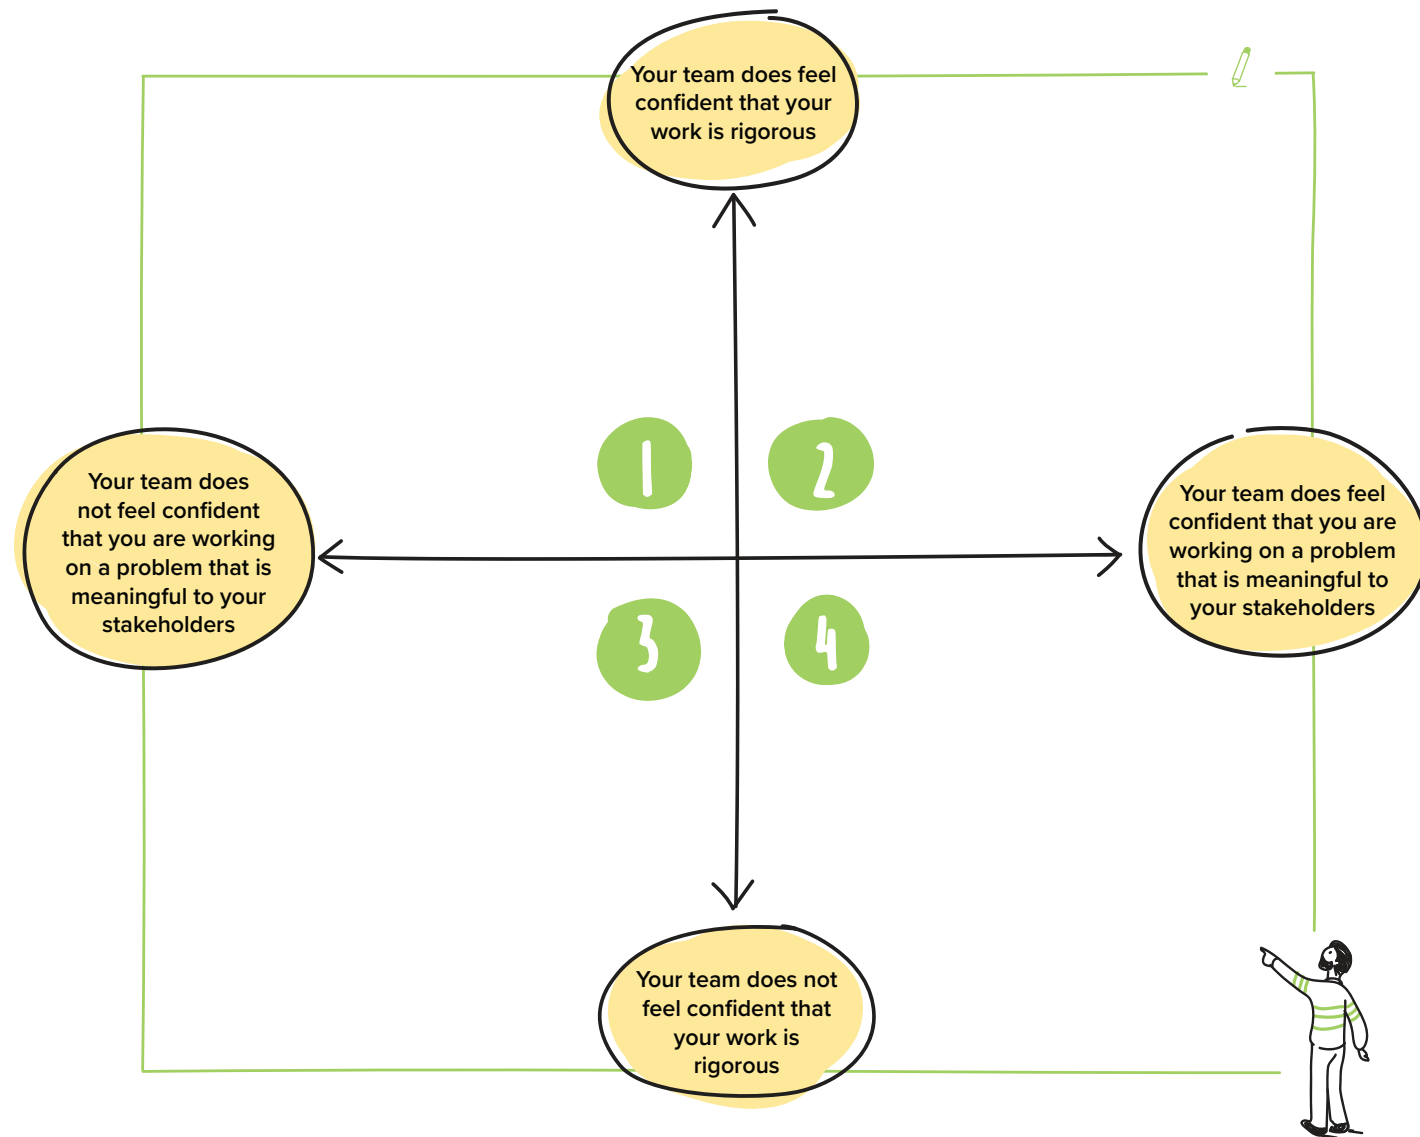 Your team does feel
confident that your
work is rigorous
1
2
Your team does
not feel confident
that you are working
on a problem that is
meaningful to your
stakeholders
Your team does feel
confident that you are
working on a problem
that is meaningful to
your stakeholders
3
4
Your team does not
feel confident that
your work is
rigorous